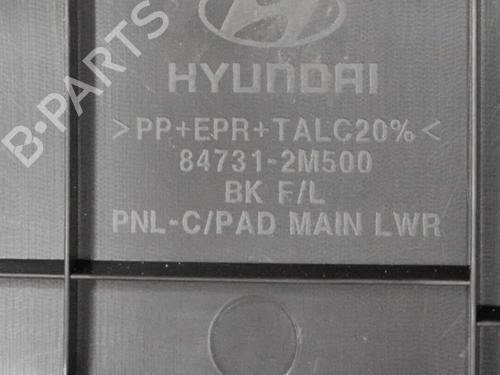 HYUNDAI
>PP+EPR+TALC20%<
84731-2M500
BK F/L
PNL-C/PAD MAIN LWR
B-PARTS